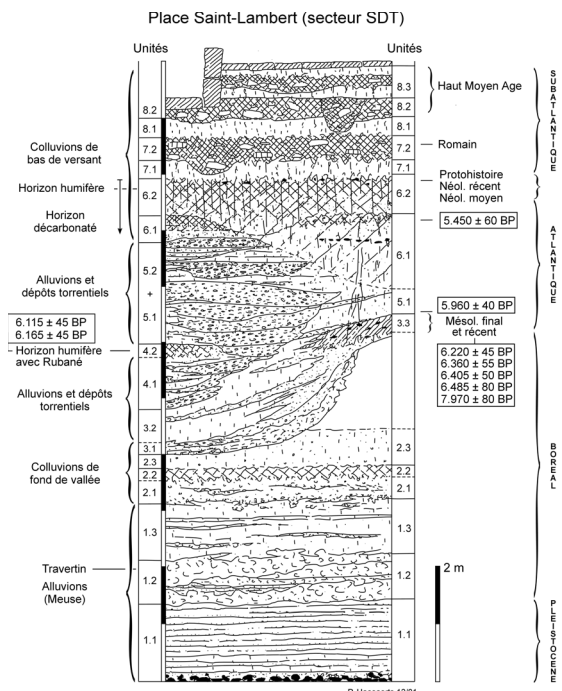 Place Saint-Lambert (secteur SDT)
Unités
Unités
8.2
8.1
7.2
7.1
6.2
6.1
5.2
+
5.1
4.2
4.1
3.2
3.1
2.3
2.2
2.1
1.3
1.2
1.1
Colluvions de
bas de versant
Horizon humifère
Horizon
décarbonaté
Alluvions et
dépôts torrentiels
6.115 ± 45 BP
6.165 ± 45 BP
Horizon humifère
avec Rubané
Alluvions et dépôts
torrentiels
Colluvions de
fond de vallée
Travertin
Alluvions
(Meuse)
8.3
8.2
8.1
7.2
7.1
6.2
6.1
5.1
3.3
2.3
2.2
2.1
1.3
1.2
1.1
Haut Moyen Age
Romain
Protohistoire
Néol. récent
Néol. moyen
5.450 ± 60 BP
5.960 ± 40 BP
Mésol. final
et récent
6.220 ± 45 BP
6.360 ± 55 BP
6.405 ± 50 BP
6.485 ± 80 BP
7.970 ± 80 BP
2 m
SUBATLANTIQUE
ATLANTIQUE
BOREAL
PLEISTOCENE